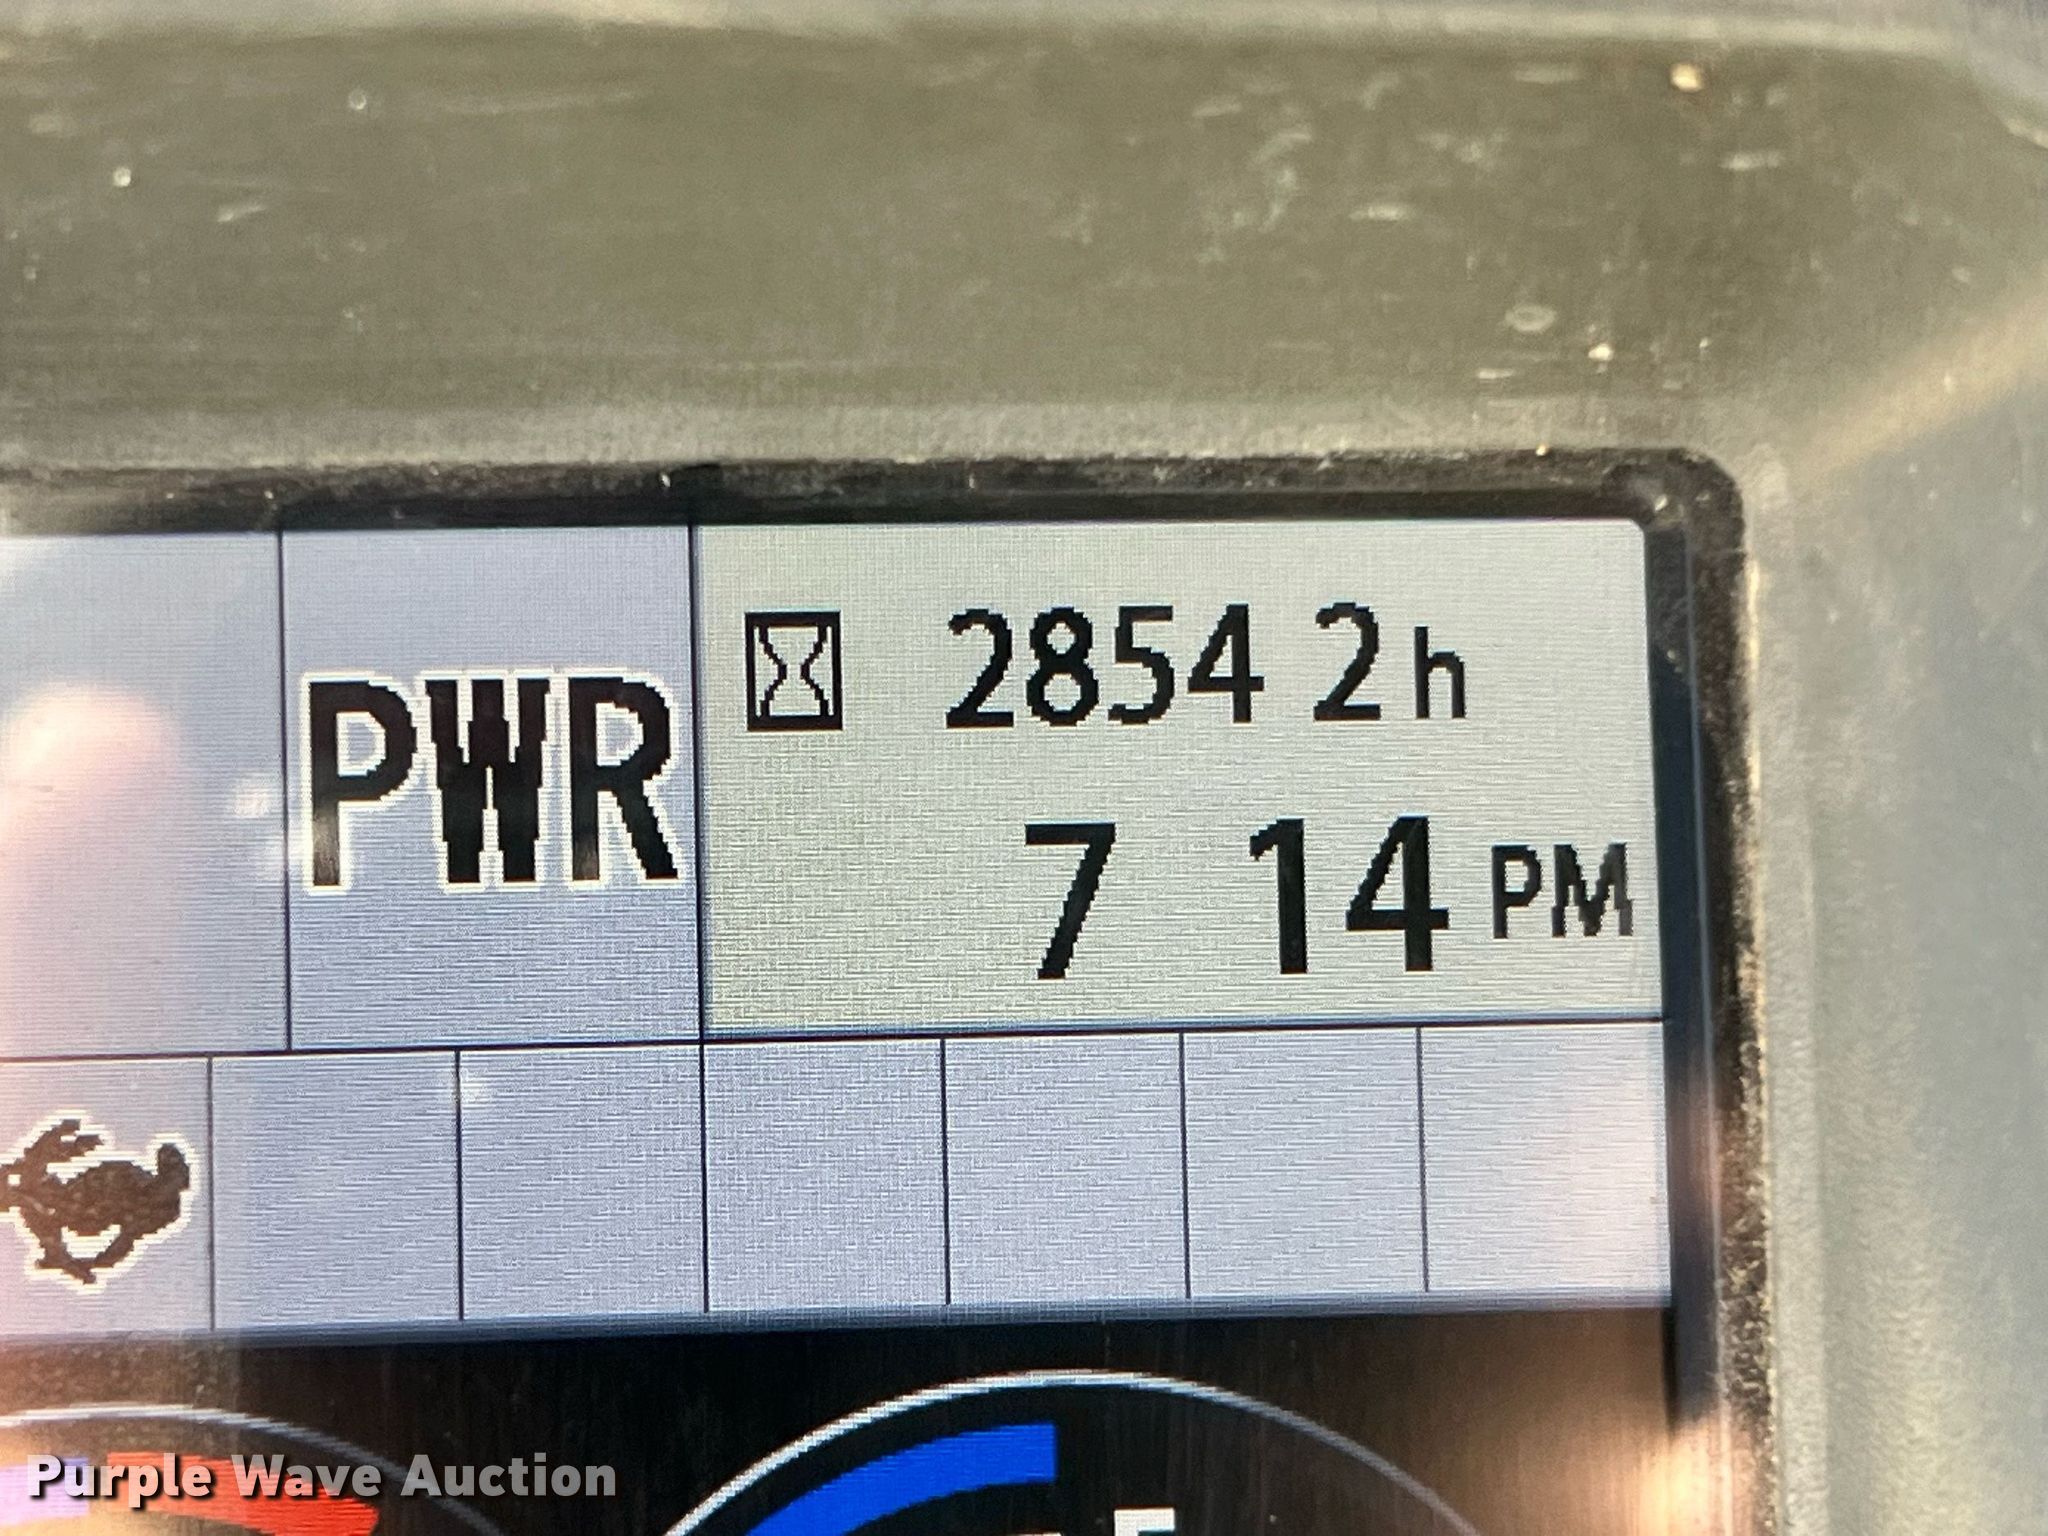 2854 2h
PWR
7 14 PM
Purple Wave Auction